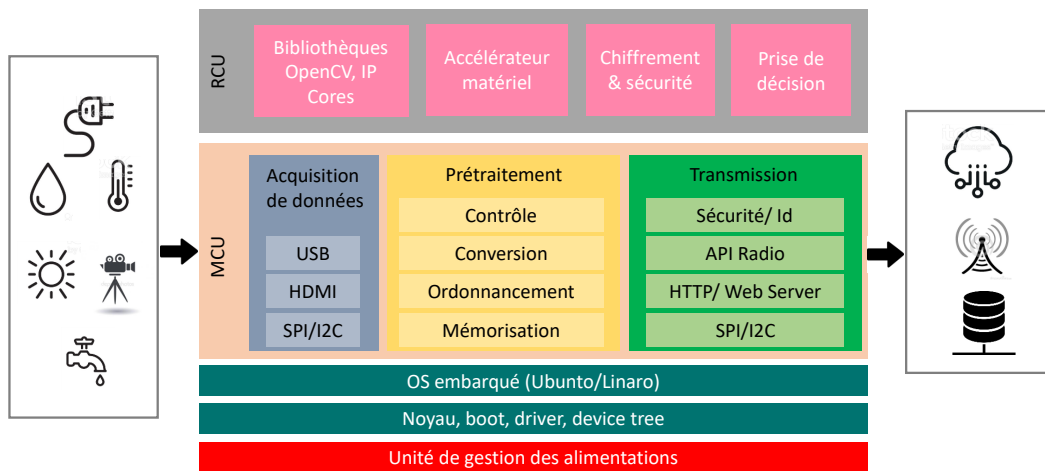 RCU
Bibliothèques
OpenCV, IP
Cores
Accélérateur
matériel
Chiffrement
& sécurité
Prise de
décision
MCU
Acquisition
de données
USB
HDMI
SPI/I2C
Prétraitement
Contrôle
Conversion
Ordonnancement
Mémorisation
Transmission
Sécurité/ Id
API Radio
HTTP/ Web Server
SPI/I2C
OS embarqué (Ubunto/Linaro)
Noyau, boot, driver, device tree
Unité de gestion des alimentations